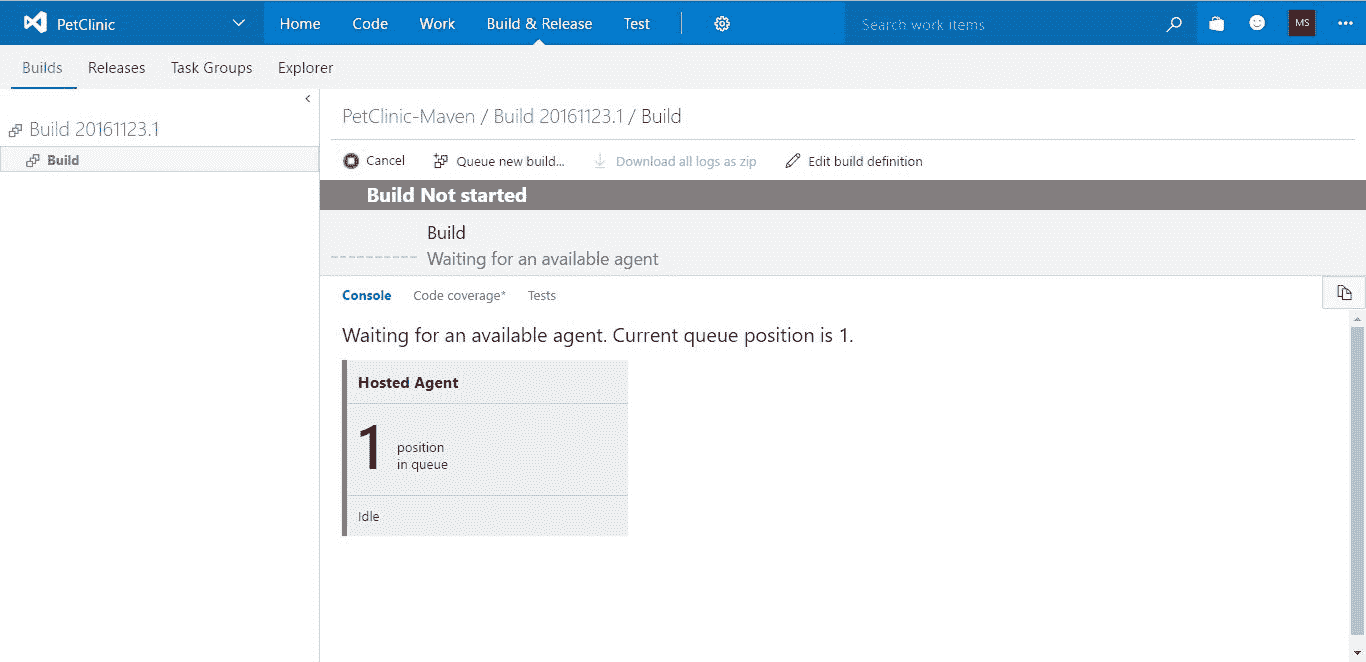 PetClinic
Home Code Work Build & Release Test
Search work items
MS
Builds Releases Task Groups Explorer
Build 20161123.1
Build
PetClinic-Maven / Build 20161123.1 / Build
Cancel Queue new build... Download all logs as zip Edit build definition
Build Not started
Build
Waiting for an available agent
Console Code coverage* Tests
Waiting for an available agent. Current queue position is 1.
Hosted Agent
1 position
in queue
Idle